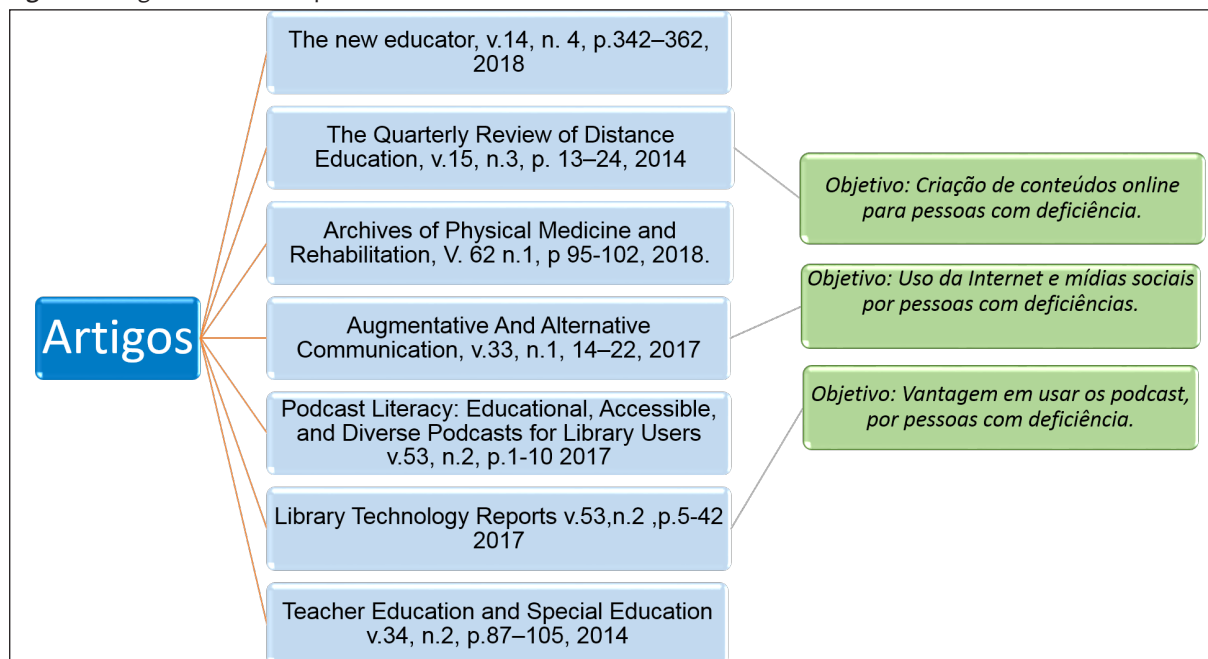 The new educator, v.14, n. 4, p.342–362,
2018
The Quarterly Review of Distance
Education, v.15, n.3, p. 13–24, 2014
Archives of Physical Medicine and
Rehabilitation, V. 62 n.1, p 95-102, 2018.
Artigos
Augmentative And Alternative
Communication, v.33, n.1, 14–22, 2017
Podcast Literacy: Educational, Accessible,
and Diverse Podcasts for Library Users
v.53, n.2, p.1-10 2017
Library Technology Reports v.53,n.2 ,p.5-42
2017
Teacher Education and Special Education
v.34, n.2, p.87–105, 2014
Objetivo: Criação de conteúdos online
para pessoas com deficiência.
Objetivo: Uso da Internet e mídias sociais
por pessoas com deficiências.
Objetivo: Vantagem em usar os podcast,
por pessoas com deficiência.